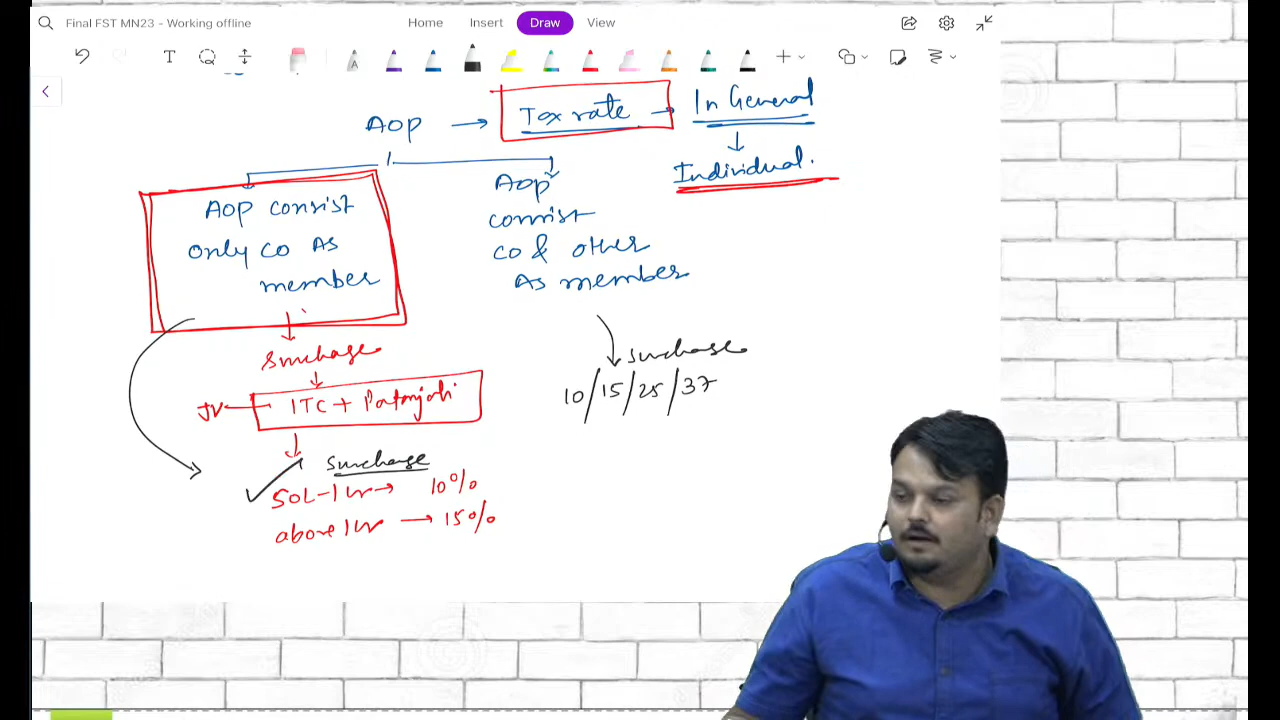 Final FST MN23 - Working offline
Home Insert Draw View
AOP → Tax rate → In General
Individual.
AOP consist
only co As
member
AOP
consist
co & other
As member
Surcharge
ITC + Patanjali
JV
Surcharge
10/15/25/37
Surcharge
50L-1cr → 10%
above 1cr → 15%